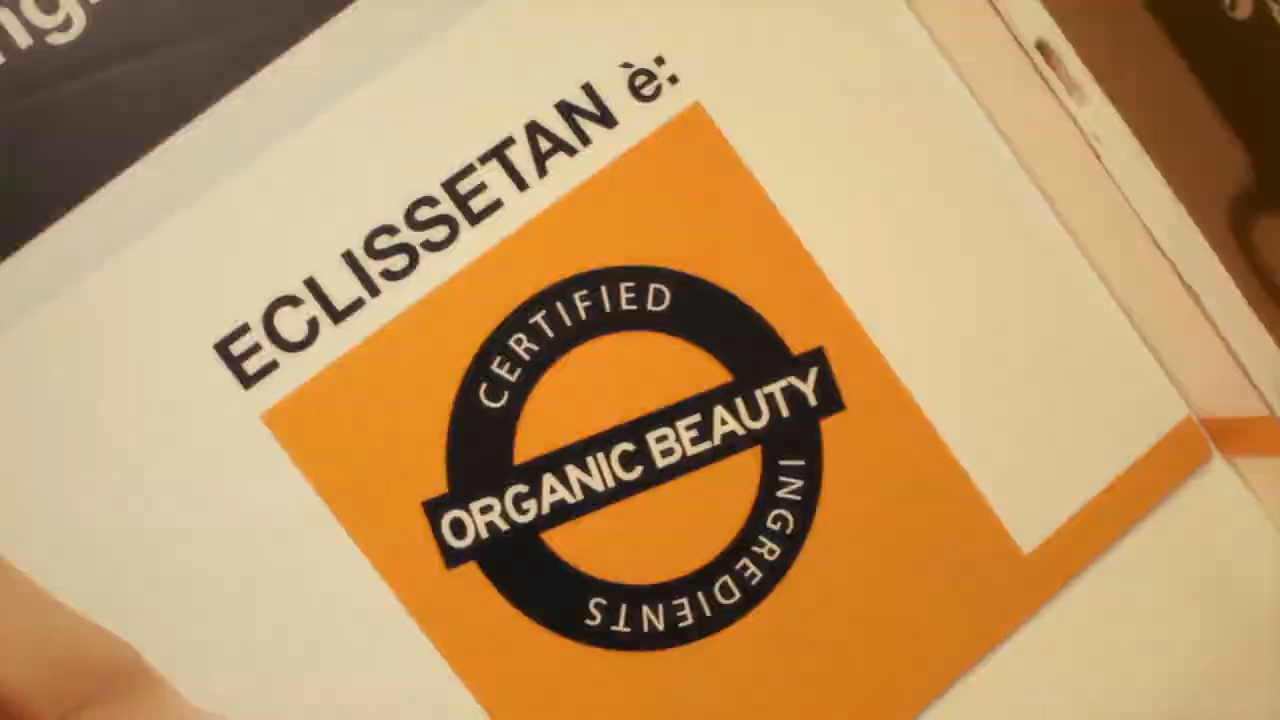 ECLISSETAN è:
CERTIFIED
ORGANIC BEAUTY
INGREDIENTS